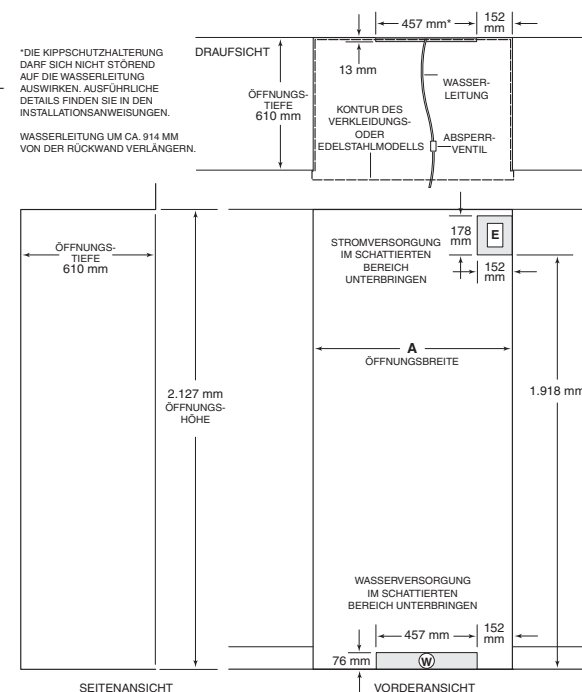 457 mm*
152
mm
*DIE KIPPSCHUTZHALTERUNG
DARF SICH NICHT STÖREND
AUF DIE WASSERLEITUNG
AUSWIRKEN. AUSFÜHRLICHE
DETAILS FINDEN SIE IN DEN
INSTALLATIONSANWEISUNGEN.
WASSERLEITUNG UM CA. 914 MM
VON DER RÜCKWAND VERLÄNGERN.
DRAUFSICHT
13 mm
ÖFFNUNGS-
TIEFE
610 mm
WASSER-
LEITUNG
KONTUR DES
VERKLEIDUNGS-
ODER
EDELSTAHLMODELLS
ABSPERR-
VENTIL
ÖFFNUNGS-
TIEFE
610 mm
STROMVERSORGUNG
IM SCHATTIERTEN
BEREICH
UNTERBRINGEN
178
mm
E
152
mm
A
ÖFFNUNGSBREITE
2.127 mm
ÖFFNUNGS-
HÖHE
1.918 mm
WASSERVERSORGUNG
IM SCHATTIERTEN
BEREICH UNTERBRINGEN
457 mm
152
mm
76 mm
W
SEITENANSICHT
VORDERANSICHT